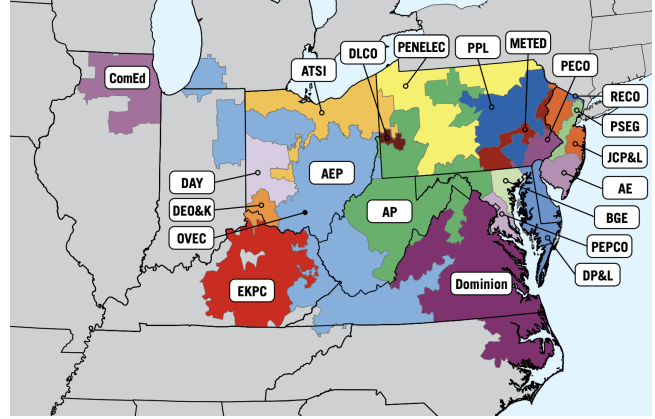 ComEd
ATSI
DLCO
PENELEC
PPL
METED
PECO
RECO
PSEG
JCP&L
AE
BGE
PEPCO
DP&L
DAY
DEO&K
OVEC
AEP
AP
EKPC
Dominion